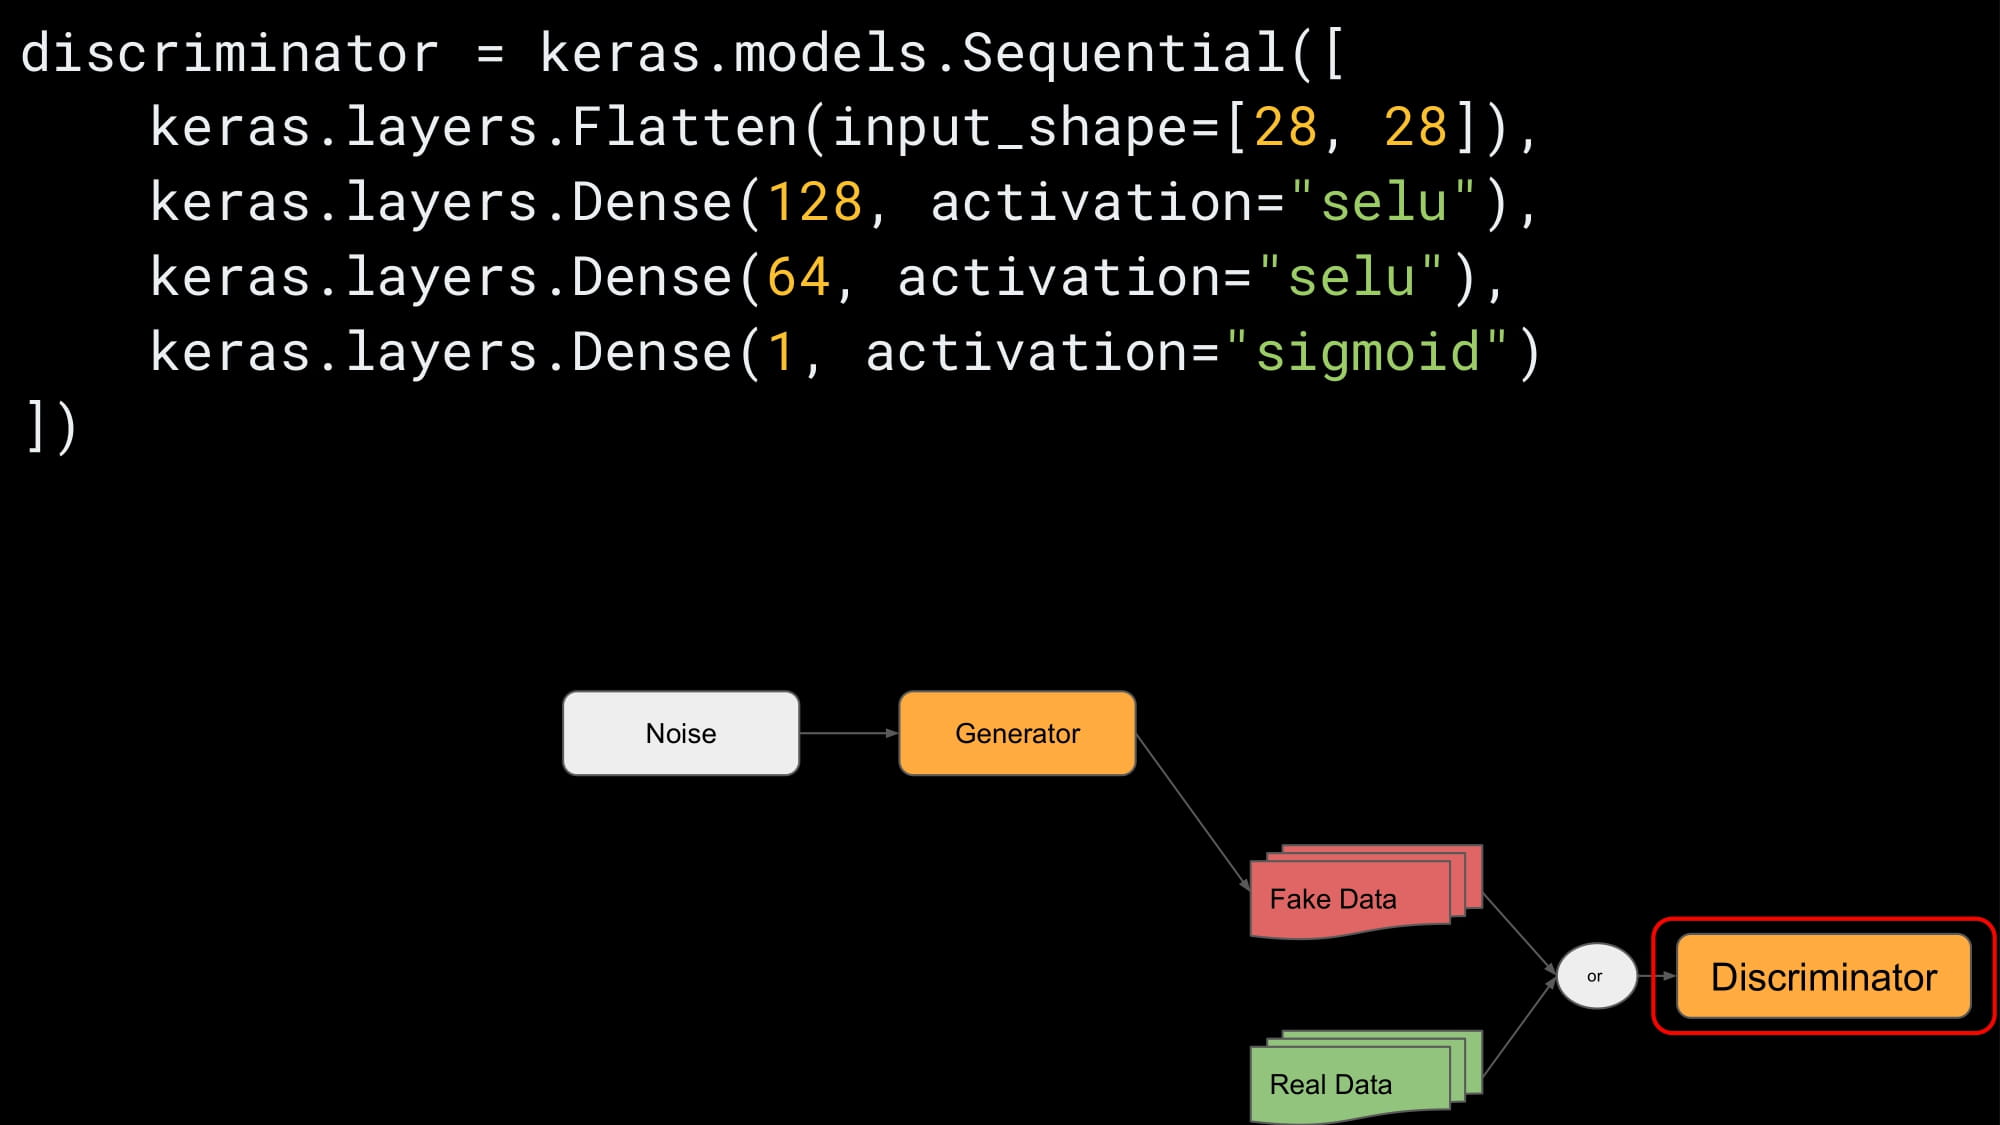 discriminator = keras.models.Sequential([
    keras.layers.Flatten(input_shape=[28, 28]),
    keras.layers.Dense(128, activation="selu"),
    keras.layers.Dense(64, activation="selu"),
    keras.layers.Dense(1, activation="sigmoid")
])
Noise
Generator
Fake Data
or
Discriminator
Real Data